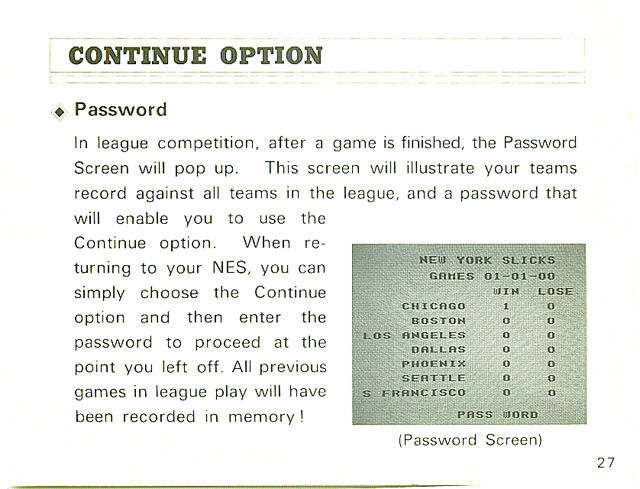 CONTINUE OPTION
Password
In league competition, after a game is finished, the Password
Screen will pop up. This screen will illustrate your teams
record against all teams in the league, and a password that
will enable you to use the
Continue option. When re-
turning to your NES, you can
simply choose the Continue
option and then enter the
password to proceed at the
point you left off. All previous
games in league play will have
been recorded in memory!
NEW YORK SLICKS
GAMES 01-01-00
WIN LOSE
CHICAGO 1 0
BOSTON 0 0
LOS ANGELES 0 0
DALLAS 0 0
PHOENIX 0 0
SEATTLE 0 0
S FRANCISCO 0 0
PASS WORD
(Password Screen)
27